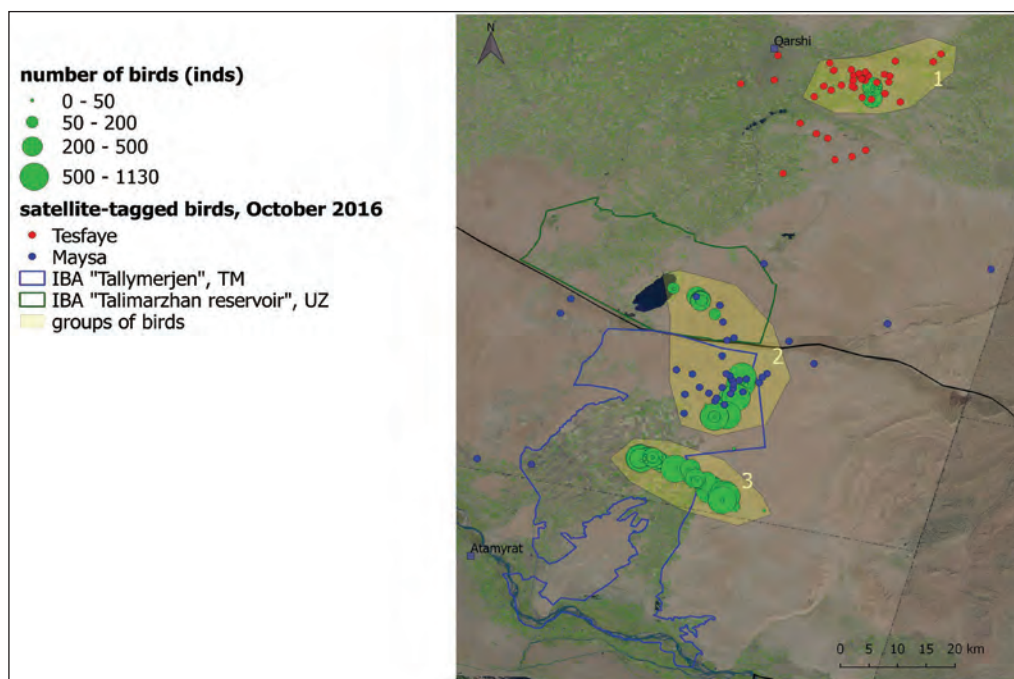 number of birds (inds)
0 - 50
50 - 200
200 - 500
500 - 1130
satellite-tagged birds, October 2016
Tesfaye
Maysa
IBA "Tallymerjen", TM
IBA "Talimarzhan reservoir", UZ
groups of birds
N
Qarshi
1
2
3
Atamyrat
0 5 10 15 20 km